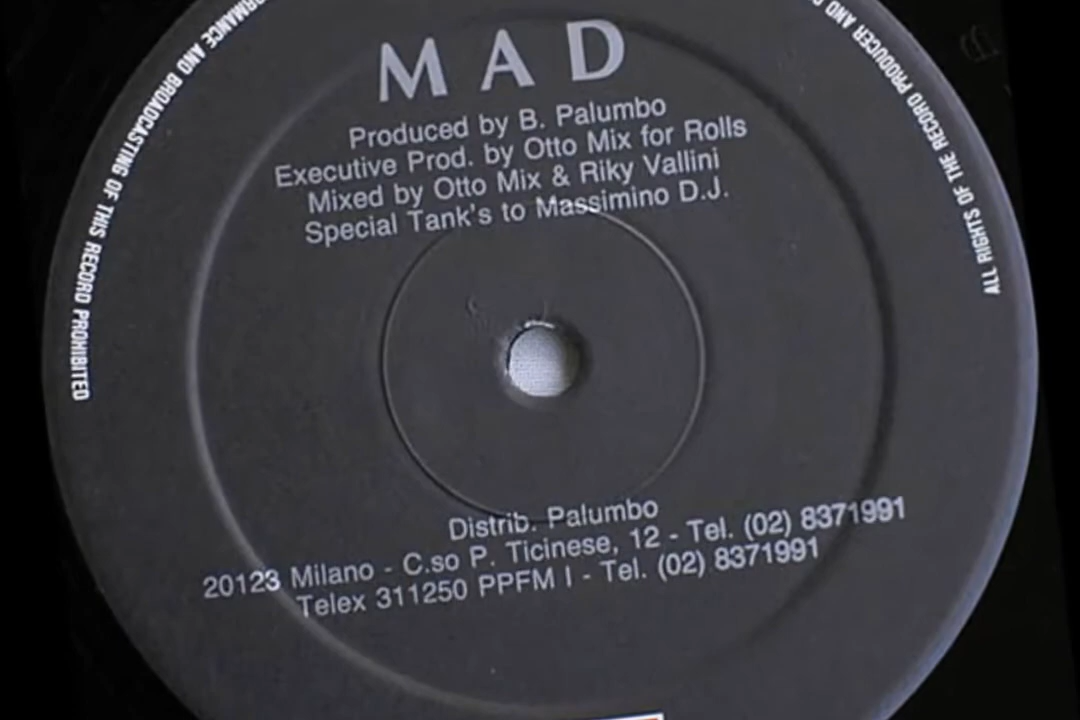 MAD
Produced by B. Palumbo
Executive Prod. by Otto Mix for Rolls
Mixed by Otto Mix & Riky Vallini
Special Tank's to Massimino D.J.
Distrib. Palumbo
20123 Milano - C.so P. Ticinese, 12 - Tel. (02) 8371991
Telex 311250 PPFM I - Tel. (02) 8371991
ALL RIGHTS OF THE RECORD PRODUCER AND
AND BROADCASTING OF THIS RECORD PROHIBITED